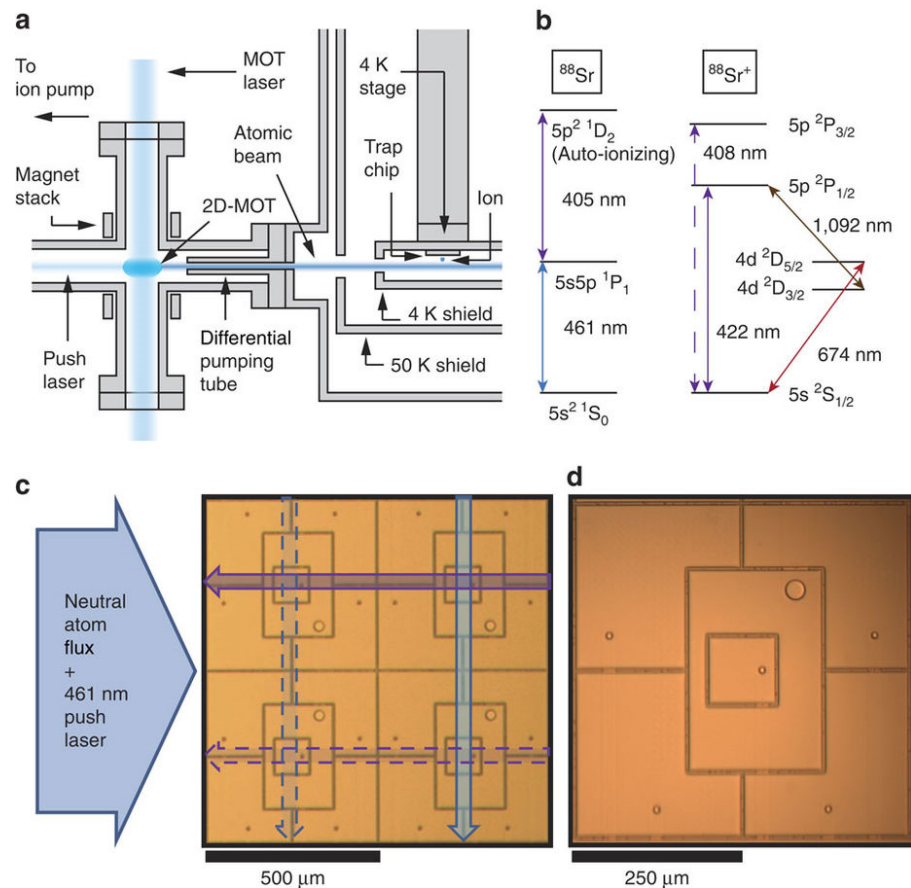 a
To
ion pump
MOT
laser
4 K
stage
Magnet
stack
2D-MOT
Atomic
beam
Trap
chip
Ion
Push
laser
Differential
pumping
tube
4 K shield
50 K shield
b
⁸⁸Sr
⁸⁸Sr⁺
5p² ¹D₂
(Auto-ionizing)
405 nm
5s5p ¹P₁
461 nm
5s² ¹S₀
5p ²P₃/₂
408 nm
5p ²P₁/₂
1,092 nm
4d ²D₅/₂
4d ²D₃/₂
422 nm
674 nm
5s ²S₁/₂
c
Neutral
atom
flux
+
461 nm
push
laser
500 µm
d
250 µm